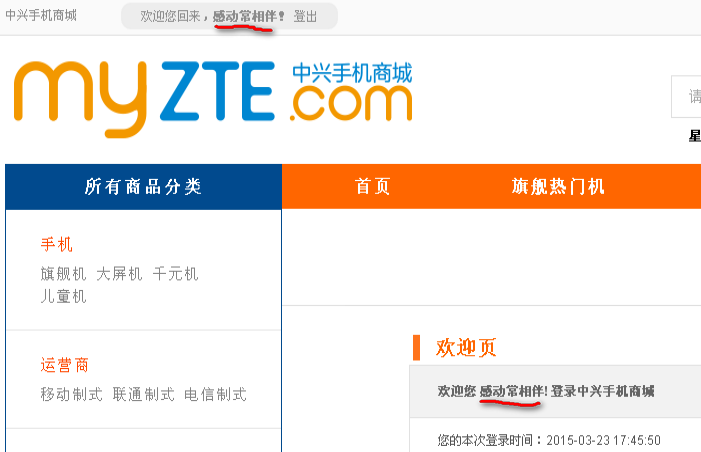 中兴手机商城
欢迎您回来，感动常相伴！ 登出
myZTE.com 中兴手机商城
请
星
所有商品分类 首页 旗舰热门机
手机
旗舰机 大屏机 千元机
儿童机
运营商
移动制式 联通制式 电信制式
欢迎页
欢迎您 感动常相伴! 登录中兴手机商城
您的本次登录时间：2015-03-23 17:45:50